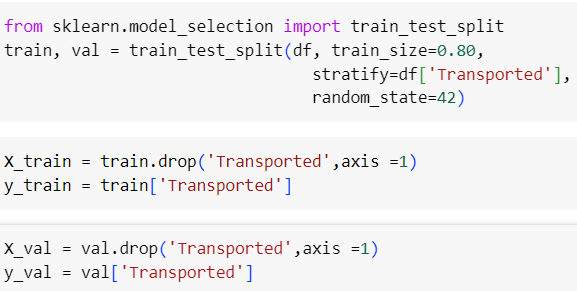 from sklearn.model_selection import train_test_split
train, val = train_test_split(df, train_size=0.80,
                              stratify=df['Transported'],
                              random_state=42)
X_train = train.drop('Transported',axis =1)
y_train = train['Transported']
X_val = val.drop('Transported',axis =1)
y_val = val['Transported']